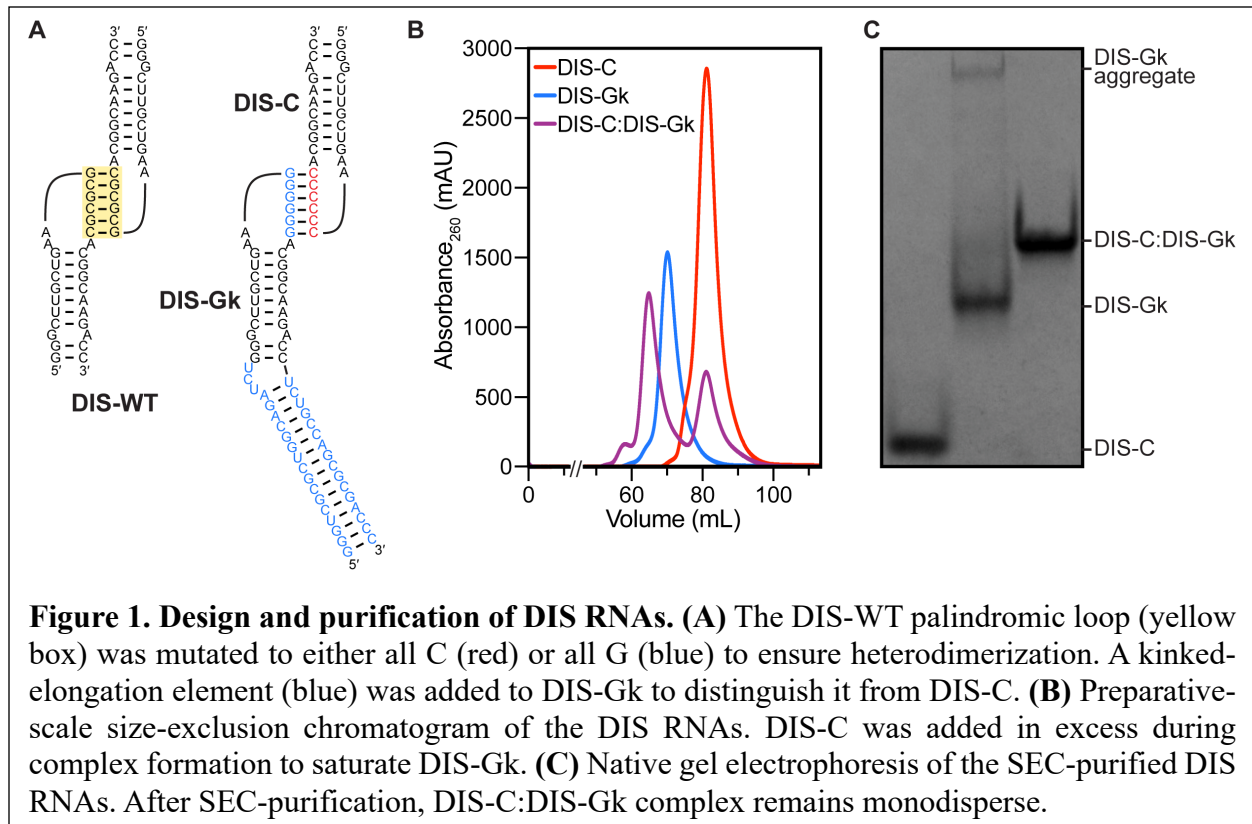 A
B
C
3′ 5′
DIS-C
DIS-Gk
DIS-WT
5′ 3′
3′ 5′
5′
3′
3000
2500
2000
1500
1000
500
0
Absorbance260 (mAU)
DIS-C
DIS-Gk
DIS-C:DIS-Gk
0 60 80 100
Volume (mL)
DIS-Gk
aggregate
DIS-C:DIS-Gk
DIS-Gk
DIS-C
Figure 1. Design and purification of DIS RNAs. (A) The DIS-WT palindromic loop (yellow
box) was mutated to either all C (red) or all G (blue) to ensure heterodimerization. A kinked-
elongation element (blue) was added to DIS-Gk to distinguish it from DIS-C. (B) Preparative-
scale size-exclusion chromatogram of the DIS RNAs. DIS-C was added in excess during
complex formation to saturate DIS-Gk. (C) Native gel electrophoresis of the SEC-purified DIS
RNAs. After SEC-purification, DIS-C:DIS-Gk complex remains monodisperse.